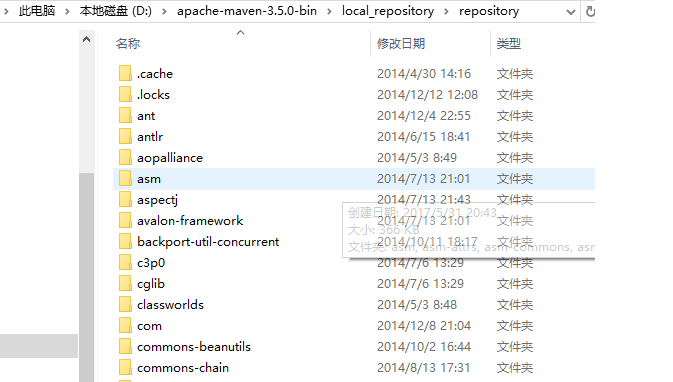 此电脑 › 本地磁盘 (D:) › apache-maven-3.5.0-bin › local_repository › repository
名称 修改日期 类型
.cache 2014/4/30 14:16 文件夹
.locks 2014/12/12 12:08 文件夹
ant 2014/12/4 22:55 文件夹
antlr 2014/6/15 18:41 文件夹
aopalliance 2014/5/3 8:49 文件夹
asm 2014/7/13 21:01 文件夹
aspectj 2014/7/13 21:43 文件夹
创建日期: 2017/5/31 20:43
avalon-framework 2014/7/13 21:01 文件夹
大小: 366 KB
backport-util-concurrent 2014/10/11 18:17 文件夹
文件夹: asm, asm-attrs, asm-commons, asm
c3p0 2014/7/6 13:29 文件夹
cglib 2014/7/6 13:29 文件夹
classworlds 2014/5/3 8:48 文件夹
com 2014/12/8 21:04 文件夹
commons-beanutils 2014/10/2 16:44 文件夹
commons-chain 2014/8/13 17:31 文件夹